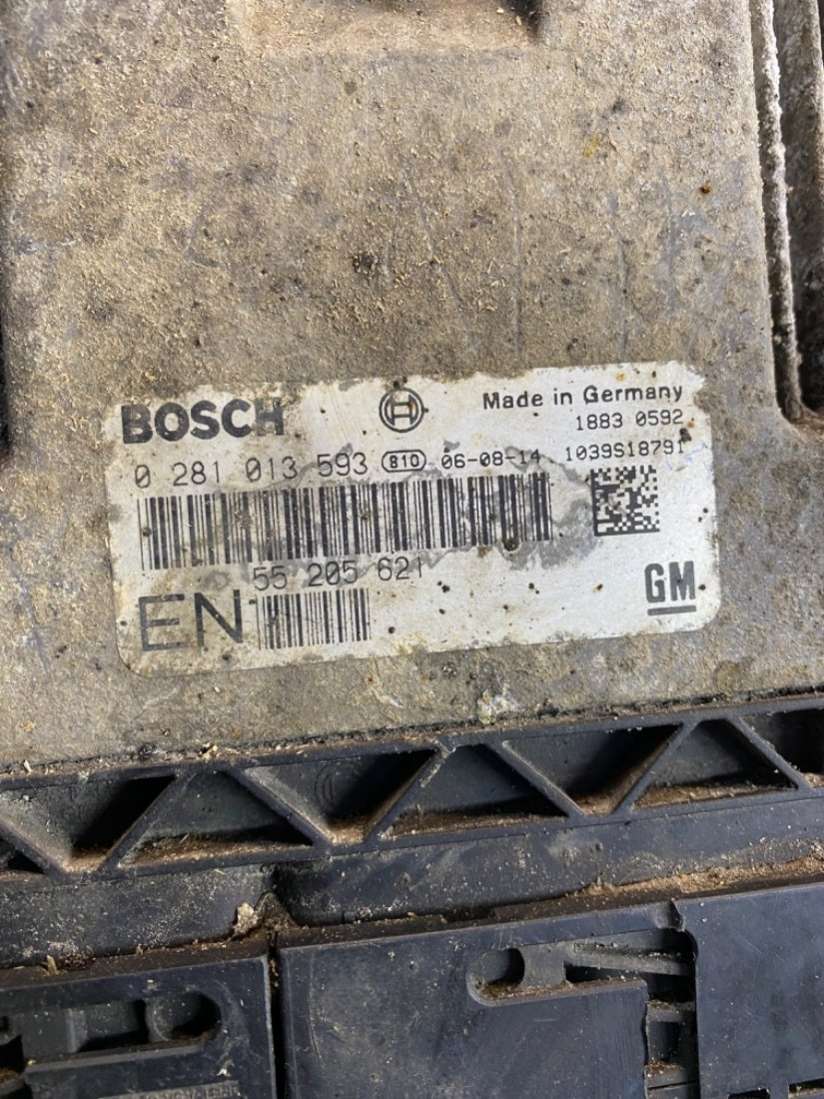 BOSCH H Made in Germany
1883 0592
0 281 013 593 810 06-08-14 1039S18791
55 205 621
EN GM